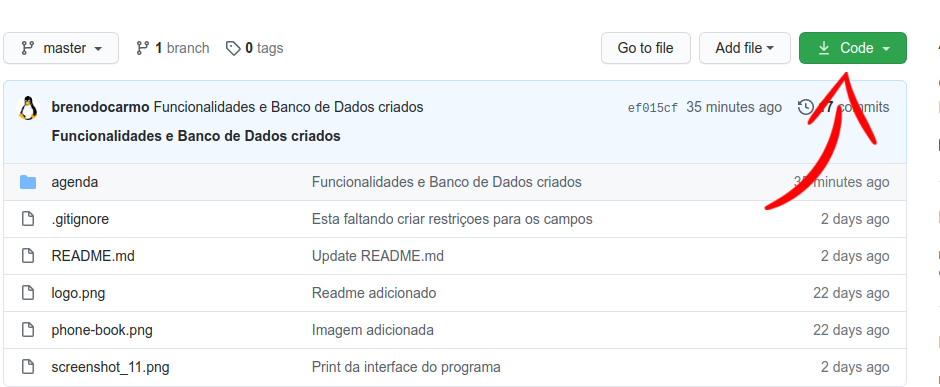 master 1 branch 0 tags Go to file Add file Code
brenodocarmo Funcionalidades e Banco de Dados criados ef015cf 35 minutes ago commits
Funcionalidades e Banco de Dados criados
agenda Funcionalidades e Banco de Dados criados minutes ago
.gitignore Esta faltando criar restriçoes para os campos 2 days ago
README.md Update README.md 2 days ago
logo.png Readme adicionado 22 days ago
phone-book.png Imagem adicionada 22 days ago
screenshot_11.png Print da interface do programa 2 days ago